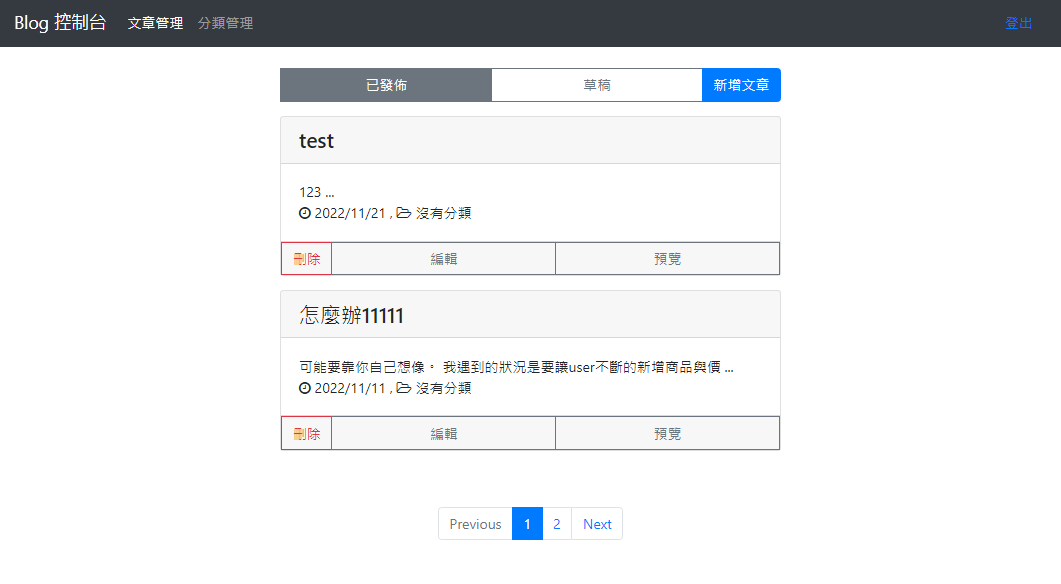 Blog 控制台 文章管理 分類管理 登出
已發佈 草稿 新增文章
test
123 ...
2022/11/21 , 沒有分類
刪除 編輯 預覽
怎麼辦11111
可能要靠你自己想像。 我遇到的狀況是要讓user不斷的新增商品與價 ...
2022/11/11 , 沒有分類
刪除 編輯 預覽
Previous 1 2 Next